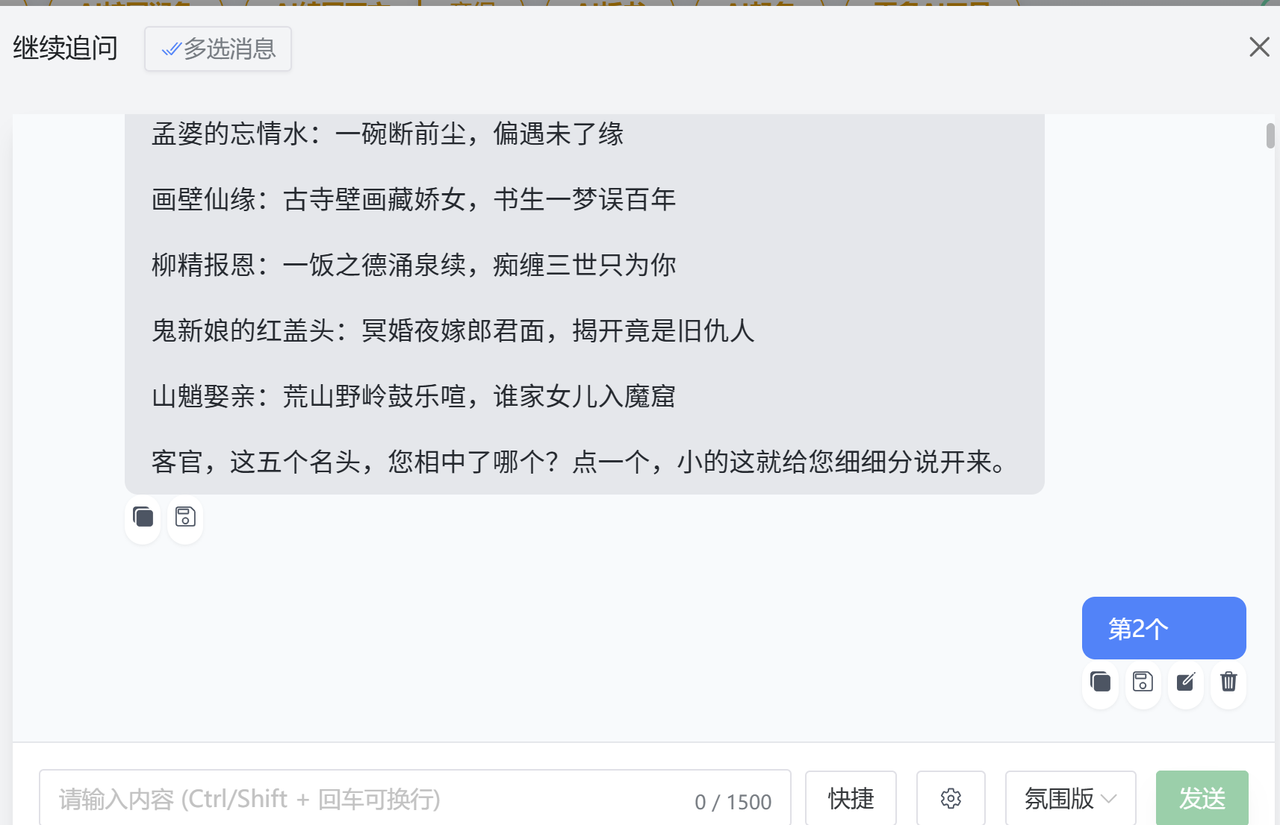 继续追问
多选消息
孟婆的忘情水：一碗断前尘，偏遇未了缘
画壁仙缘：古寺壁画藏娇女，书生一梦误百年
柳精报恩：一饭之德涌泉续，痴缠三世只为你
鬼新娘的红盖头：冥婚夜嫁郎君面，揭开竟是旧仇人
山魈娶亲：荒山野岭鼓乐喧，谁家女儿入魔窟
客官，这五个名头，您相中了哪个？点一个，小的这就给您细细分说开来。
第2个
请输入内容 (Ctrl/Shift + 回车可换行)
0 / 1500
快捷
氛围版
发送